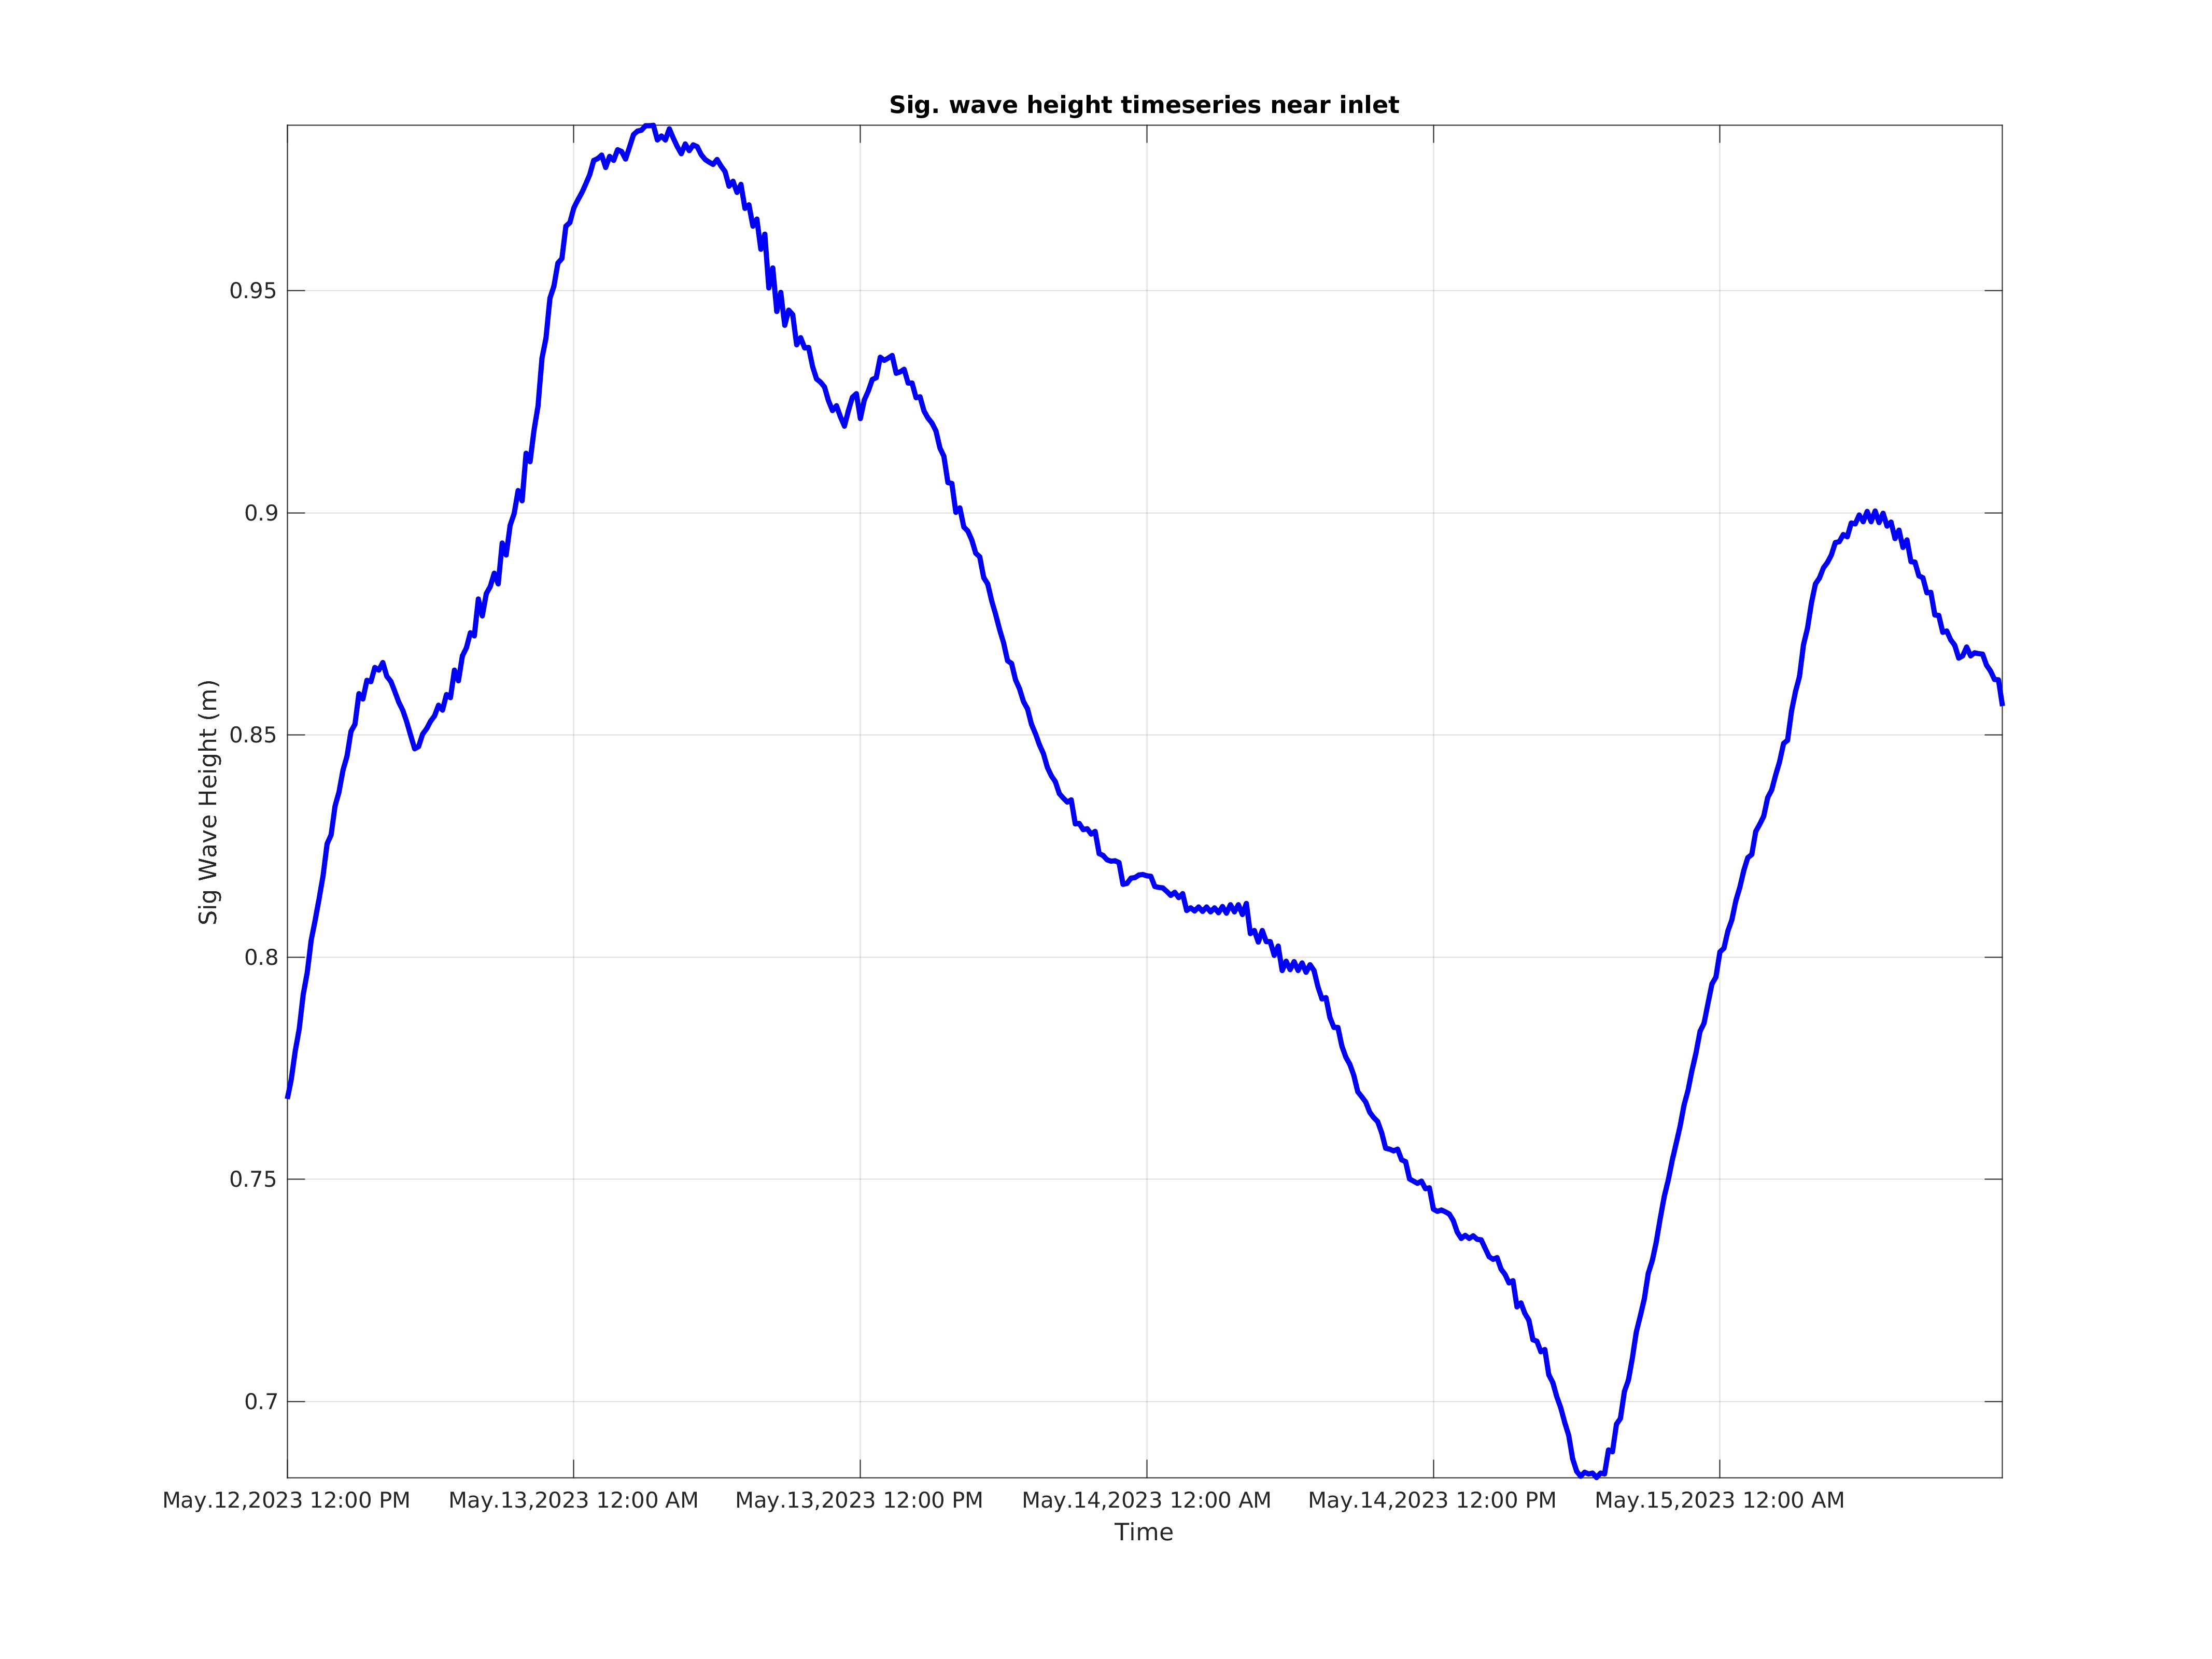 Sig. wave height timeseries near inlet
0.95
0.9
0.85
0.8
0.75
0.7
Sig Wave Height (m)
May.12,2023 12:00 PM
May.13,2023 12:00 AM
May.13,2023 12:00 PM
May.14,2023 12:00 AM
May.14,2023 12:00 PM
May.15,2023 12:00 AM
Time